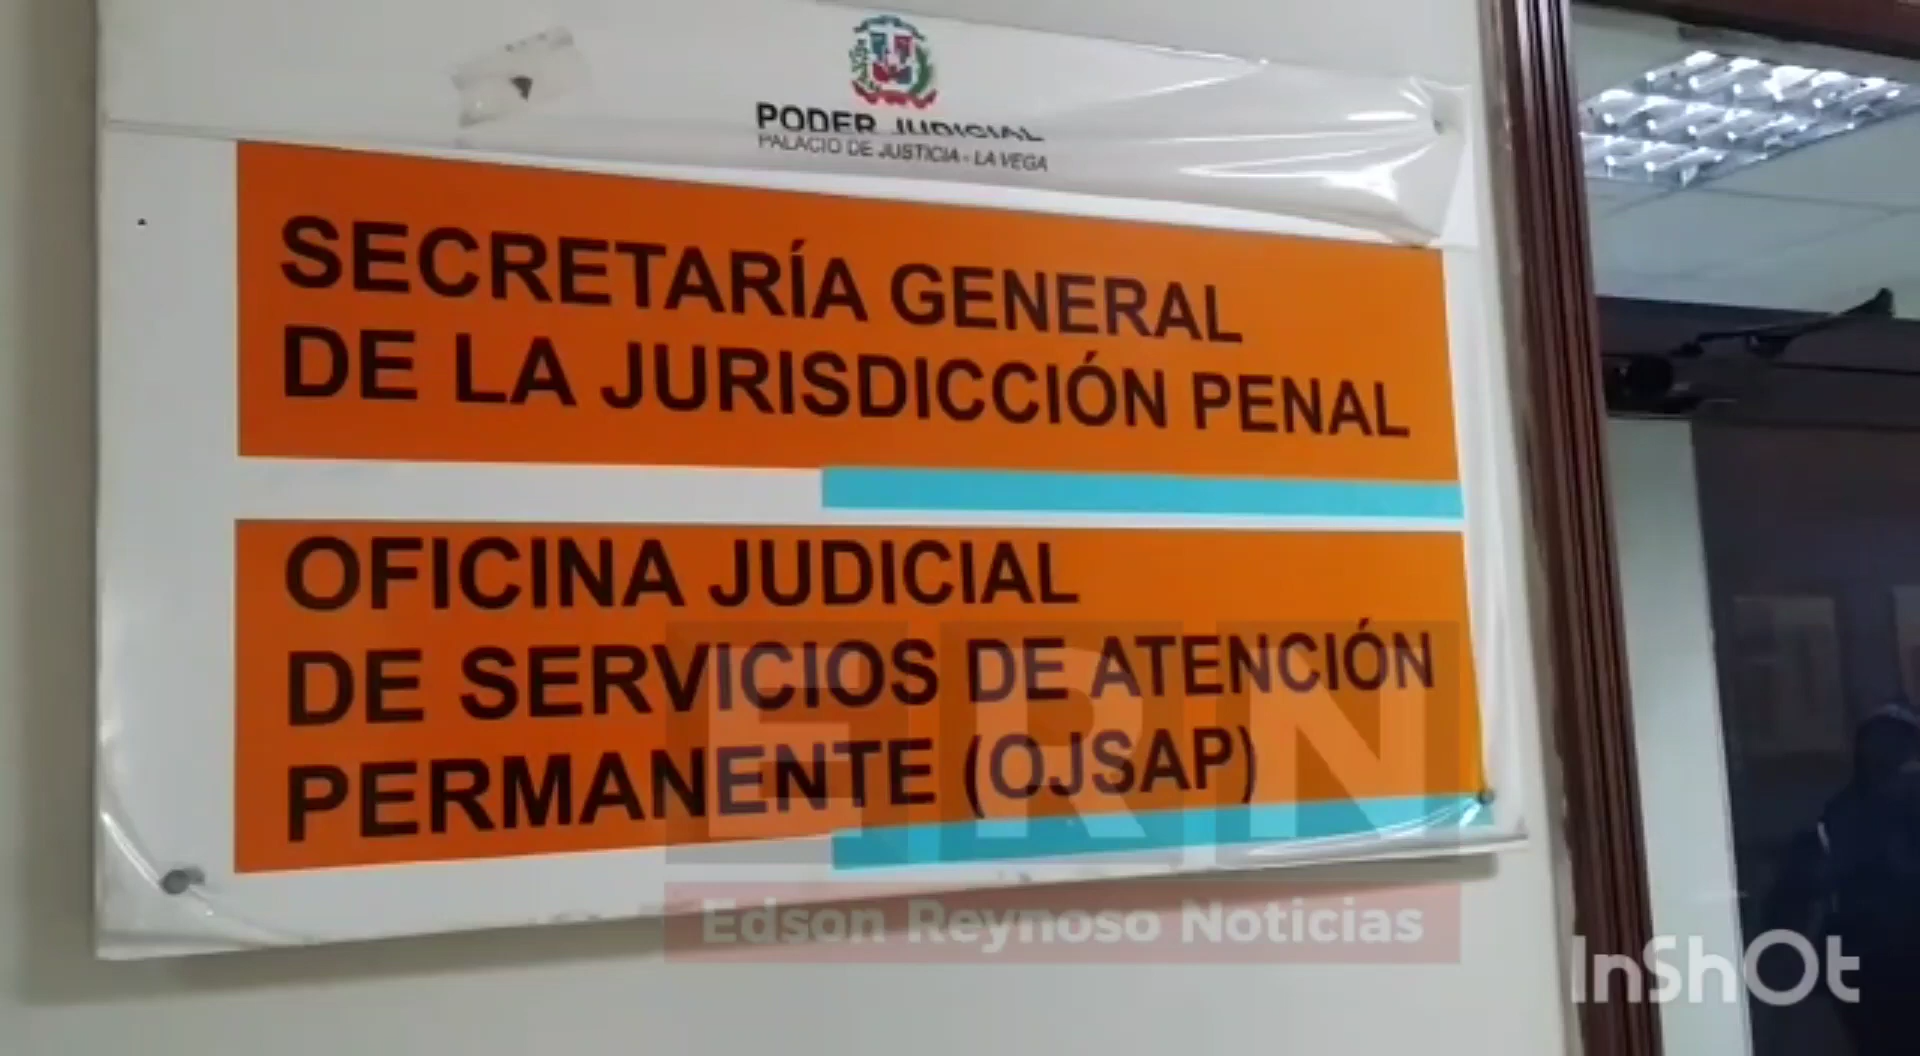 PODER JUDICIAL
PALACIO DE JUSTICIA - LA VEGA
SECRETARÍA GENERAL
DE LA JURISDICCIÓN PENAL
OFICINA JUDICIAL
DE SERVICIOS DE ATENCIÓN
PERMANENTE (OJSAP)
ERN
Edson Reynoso Noticias
InShOt